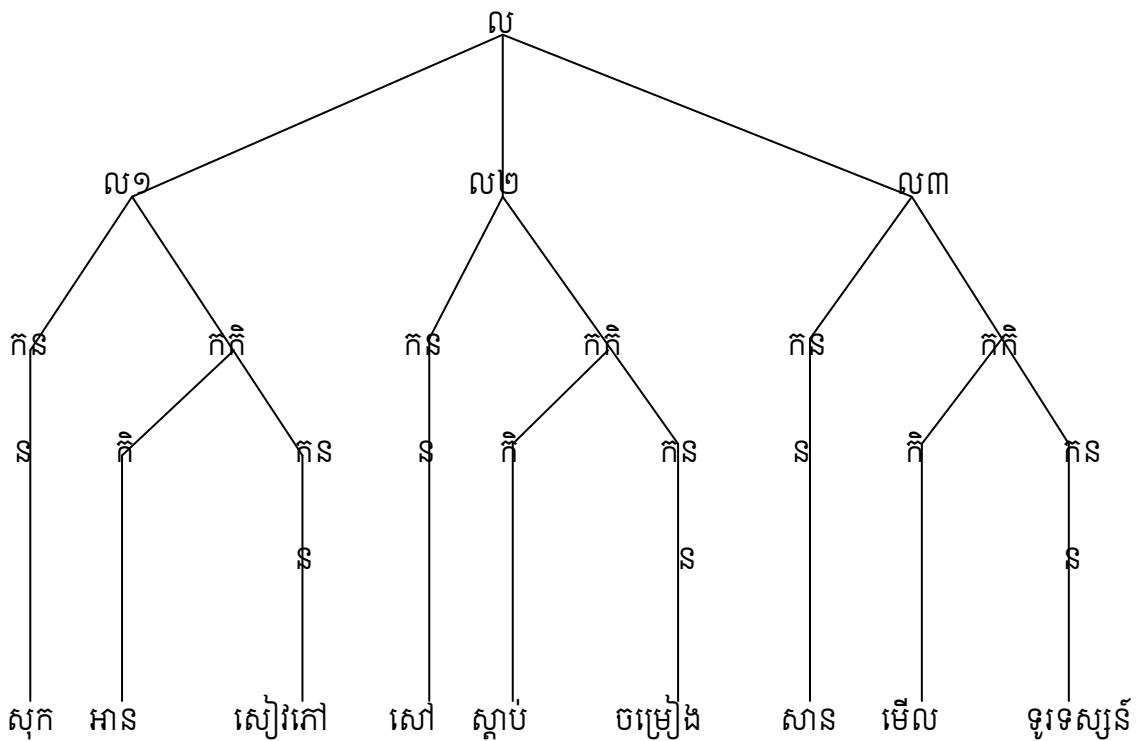 ល
ល១ ល២ ល៣
កន កកិ កន កកិ កន កកិ
ន កិ កន ន កិ កន ន កិ កន
ន ន ន
សុក អាន សៀវភៅ សៅ ស្ដាប់ ចម្រៀង សាន មើល ទូរទស្សន៍